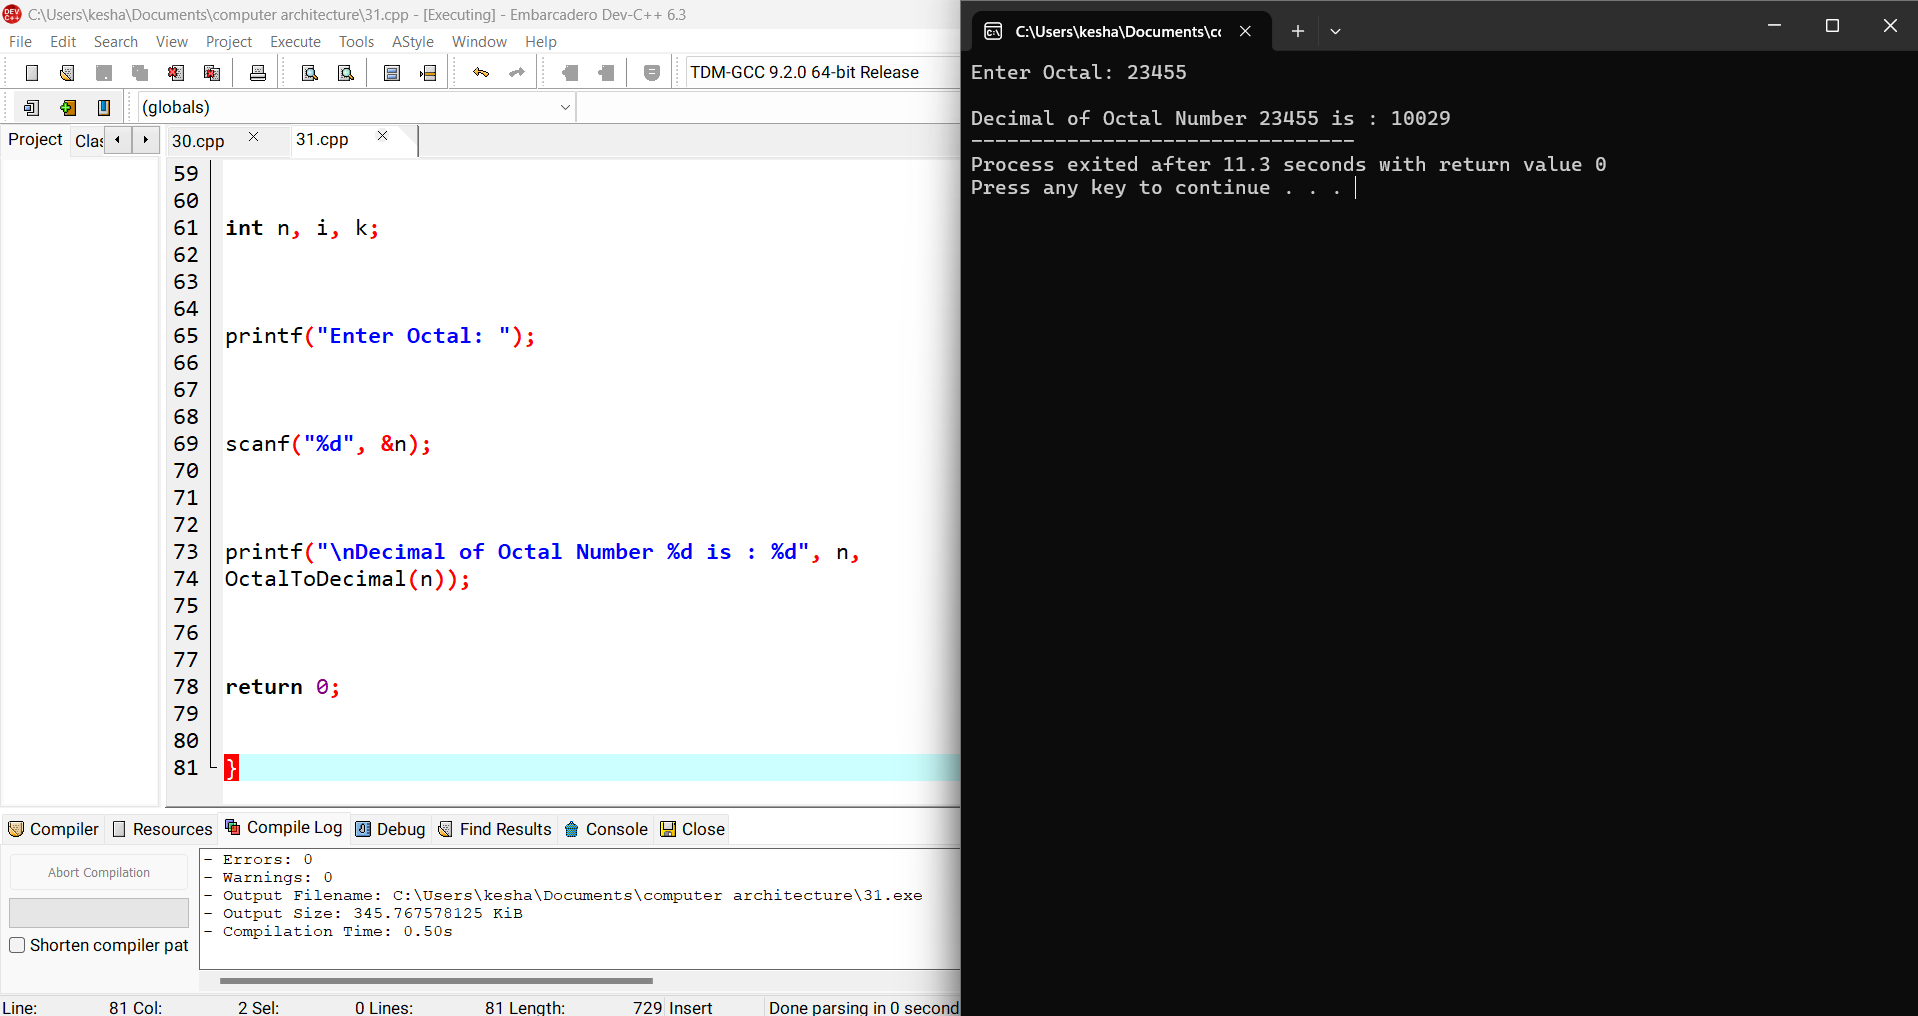 C:\Users\kesha\Documents\computer architecture\31.cpp - [Executing] - Embarcadero Dev-C++ 6.3
File Edit Search View Project Execute Tools AStyle Window Help
TDM-GCC 9.2.0 64-bit Release
(globals)
Project Clas
30.cpp 31.cpp
59
60
61 int n, i, k;
62
63
64
65 printf("Enter Octal: ");
66
67
68
69 scanf("%d", &n);
70
71
72
73 printf("\nDecimal of Octal Number %d is : %d", n,
74 OctalToDecimal(n));
75
76
77
78 return 0;
79
80
81 }
Compiler Resources Compile Log Debug Find Results Console Close
Abort Compilation
Shorten compiler pat
- Errors: 0
- Warnings: 0
- Output Filename: C:\Users\kesha\Documents\computer architecture\31.exe
- Output Size: 345.767578125 KiB
- Compilation Time: 0.50s
Line: 81 Col: 2 Sel: 0 Lines: 81 Length: 729 Insert Done parsing in 0 second
C:\Users\kesha\Documents\co
Enter Octal: 23455
Decimal of Octal Number 23455 is : 10029
--------------------------------
Process exited after 11.3 seconds with return value 0
Press any key to continue . . .